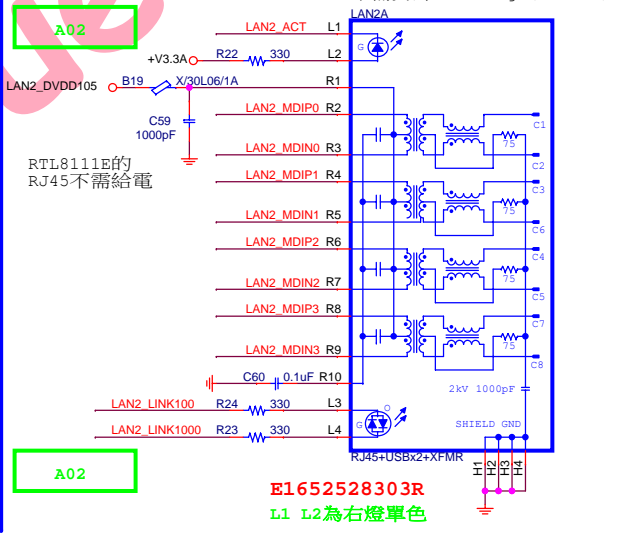 LAN2A
A02
LAN2_ACT L1
G
+V3.3A R22 330 L2
LAN2_DVDD105 B19 X/30L06/1A R1
LAN2_MDIP0 R2
C1
C59
1000pF
75
LAN2_MDIN0 R3
C2
RTL8111E的
RJ45不需給電
LAN2_MDIP1 R4
C3
75
LAN2_MDIN1 R5
C6
LAN2_MDIP2 R6
C4
75
LAN2_MDIN2 R7
C5
LAN2_MDIP3 R8
C7
75
LAN2_MDIN3 R9
C8
C60 0.1uF R10
2kV 1000pF
LAN2_LINK100 R24 330 L3
O
G
SHIELD GND
LAN2_LINK1000 R23 330 L4
RJ45+USBx2+XFMR
H1 H2 H3 H4
A02
E1652528303R
L1 L2為右燈單色